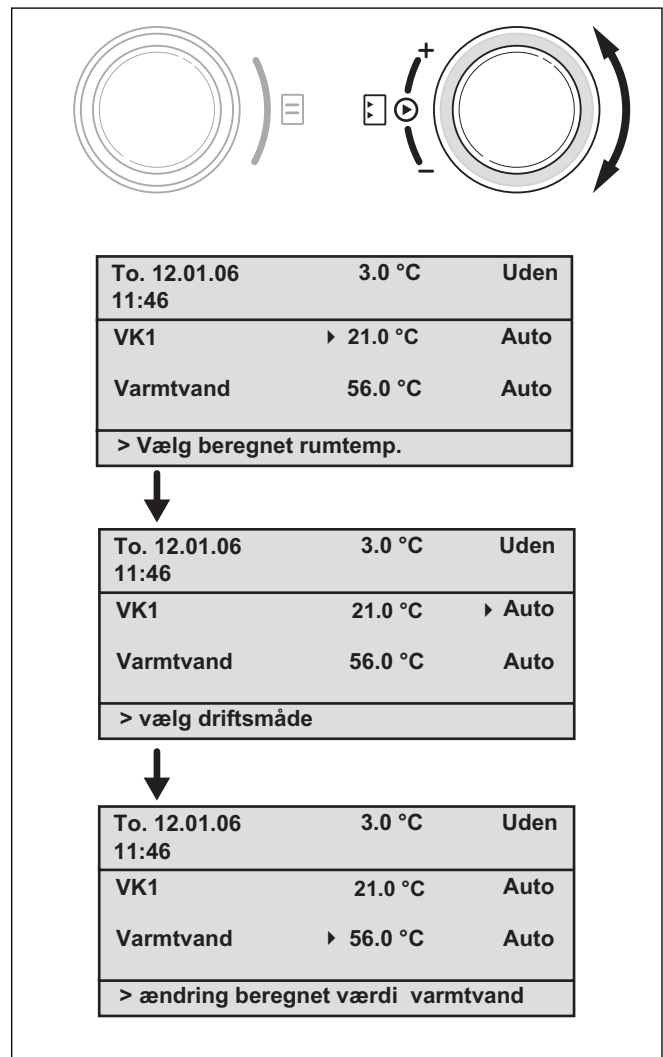 +
−
To. 12.01.06 3.0 °C Uden
11:46
VK1 21.0 °C Auto
Varmtvand 56.0 °C Auto
> Vælg beregnet rumtemp.
To. 12.01.06 3.0 °C Uden
11:46
VK1 21.0 °C Auto
Varmtvand 56.0 °C Auto
> vælg driftsmåde
To. 12.01.06 3.0 °C Uden
11:46
VK1 21.0 °C Auto
Varmtvand 56.0 °C Auto
> ændring beregnet værdi varmtvand